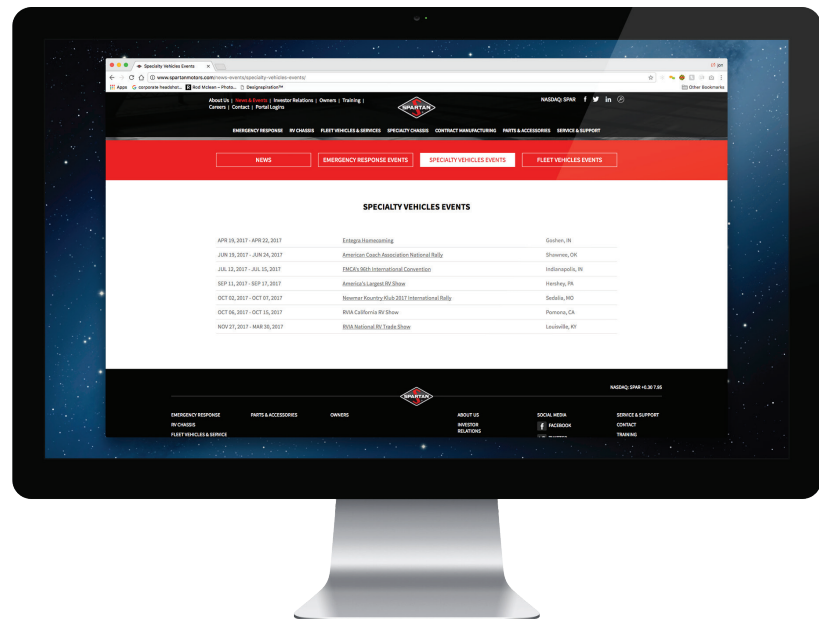 Specialty Vehicles Events
jon
www.spartanmotors.com/news-events/specialty-vehicles-events/
Apps corporate headshot... Rod Mclean – Photo... Designspiration™ Other Bookmarks
About Us | News & Events | Investor Relations | Owners | Training |
Careers | Contact | Portal Logins
SPARTAN
NASDAQ: SPAR
EMERGENCY RESPONSE RV CHASSIS FLEET VEHICLES & SERVICES SPECIALTY CHASSIS CONTRACT MANUFACTURING PARTS & ACCESSORIES SERVICE & SUPPORT
NEWS EMERGENCY RESPONSE EVENTS SPECIALTY VEHICLES EVENTS FLEET VEHICLES EVENTS
SPECIALTY VEHICLES EVENTS
APR 19, 2017 - APR 22, 2017 Entegra Homecoming Goshen, IN
JUN 19, 2017 - JUN 24, 2017 American Coach Association National Rally Shawnee, OK
JUL 12, 2017 - JUL 15, 2017 FMCA's 96th International Convention Indianapolis, IN
SEP 11, 2017 - SEP 17, 2017 America's Largest RV Show Hershey, PA
OCT 02, 2017 - OCT 07, 2017 Newmar Kountry Klub 2017 International Rally Sedalia, MO
OCT 06, 2017 - OCT 15, 2017 RVIA California RV Show Pomona, CA
NOV 27, 2017 - MAR 30, 2017 RVIA National RV Trade Show Louisville, KY
NASDAQ: SPAR +0.30 7.95
SPARTAN
EMERGENCY RESPONSE PARTS & ACCESSORIES OWNERS ABOUT US SOCIAL MEDIA SERVICE & SUPPORT
RV CHASSIS INVESTOR RELATIONS FACEBOOK CONTACT
FLEET VEHICLES & SERVICE TRAINING